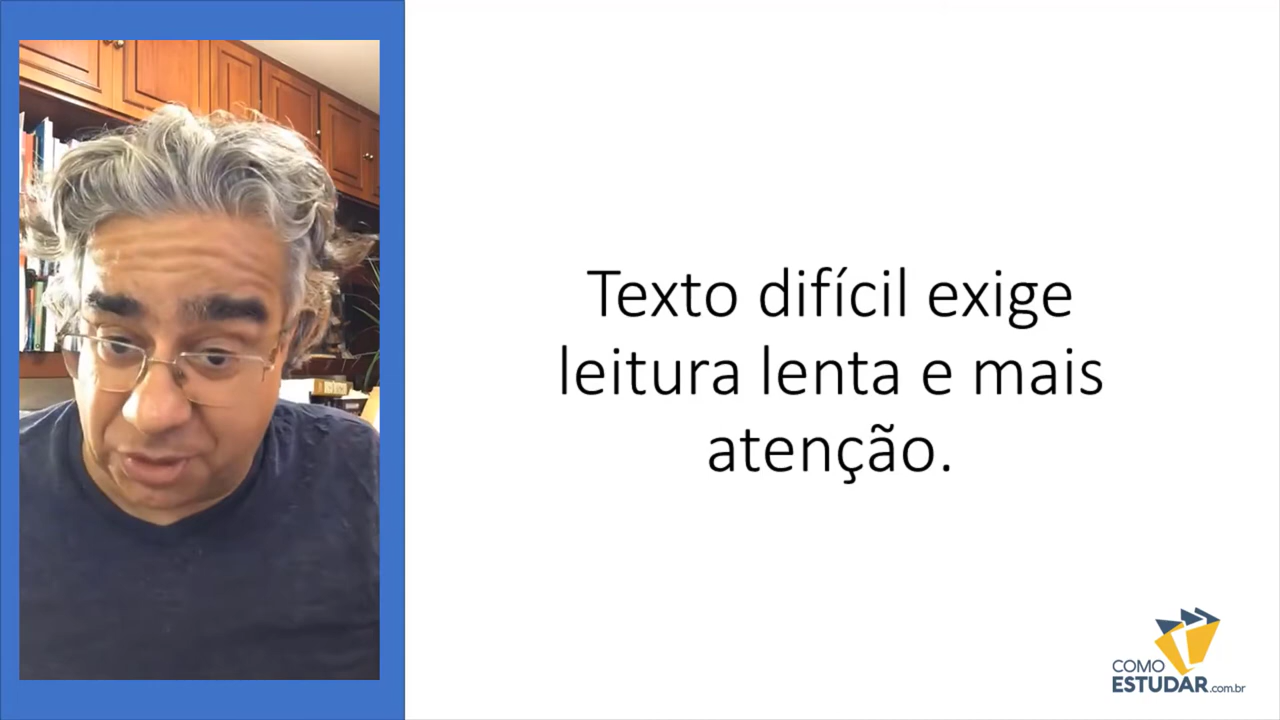 Texto difícil exige
leitura lenta e mais
atenção.
COMO
ESTUDAR.com.br